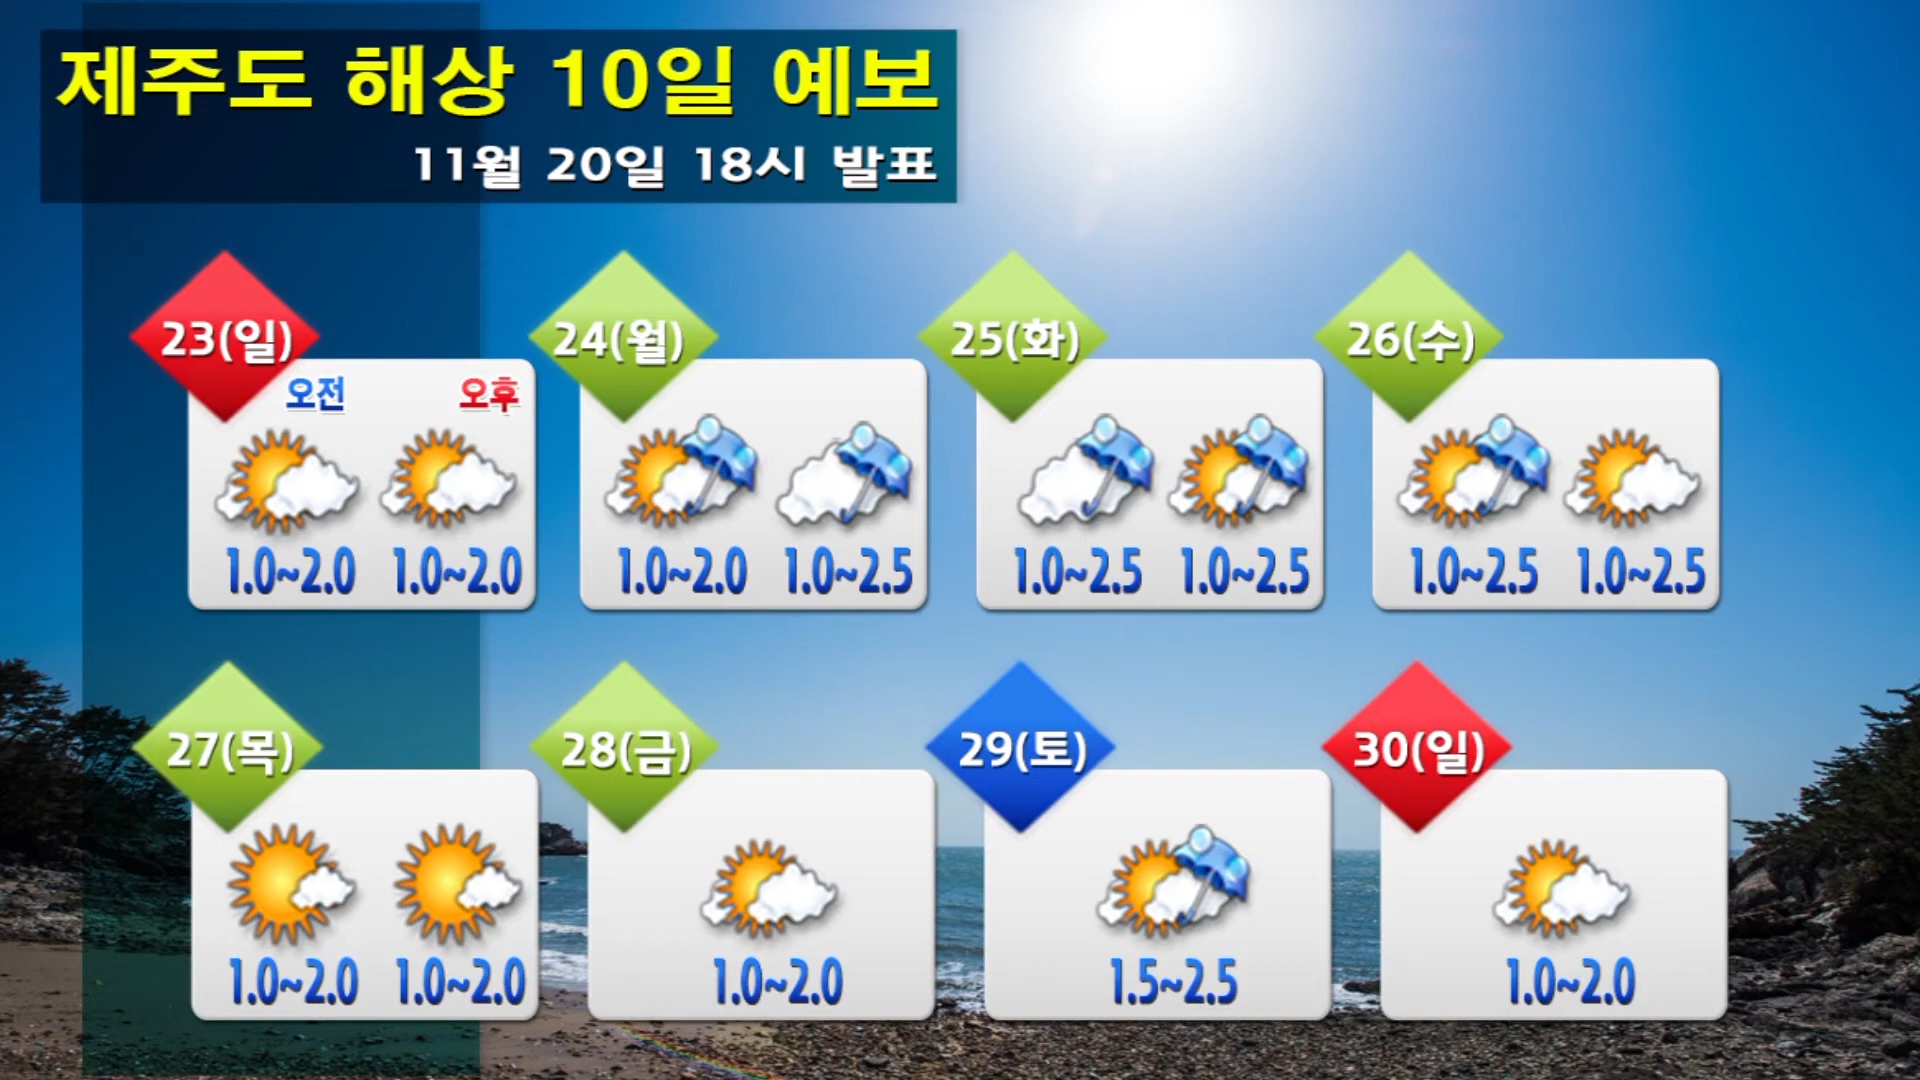 제주도 해상 10일 예보
11월 20일 18시 발표
23(일) 24(월) 25(화) 26(수)
오전 오후
1.0~2.0 1.0~2.0 1.0~2.0 1.0~2.5 1.0~2.5 1.0~2.5 1.0~2.5 1.0~2.5
27(목) 28(금) 29(토) 30(일)
1.0~2.0 1.0~2.0 1.0~2.0 1.5~2.5 1.0~2.0